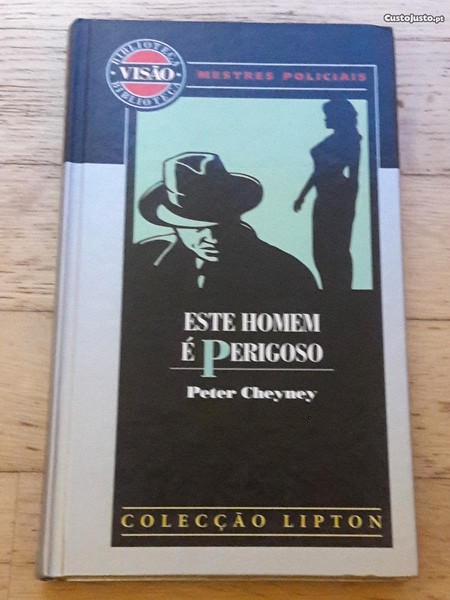 CustoJusto.pt
BIBLIOTECA
VISÃO
BIBLIOTECA
MESTRES POLICIAIS
ESTE HOMEM
É PERIGOSO
Peter Cheyney
COLECÇÃO LIPTON